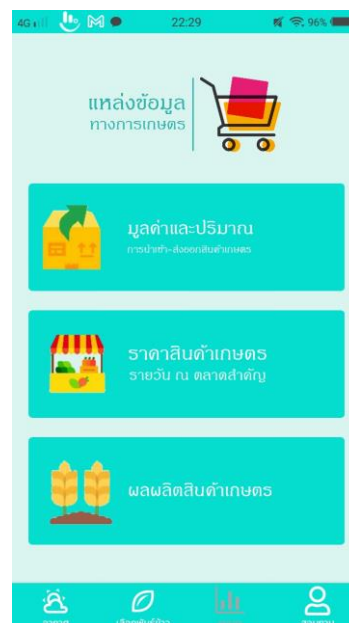 4G 22:29 96%
แหล่งข้อมูล
ทางการเกษตร
มูลค่าและปริมาณ
การนำเข้า-ส่งออกสินค้าเกษตร
ราคาสินค้าเกษตร
รายวัน ณ ตลาดสำคัญ
ผลผลิตสินค้าเกษตร